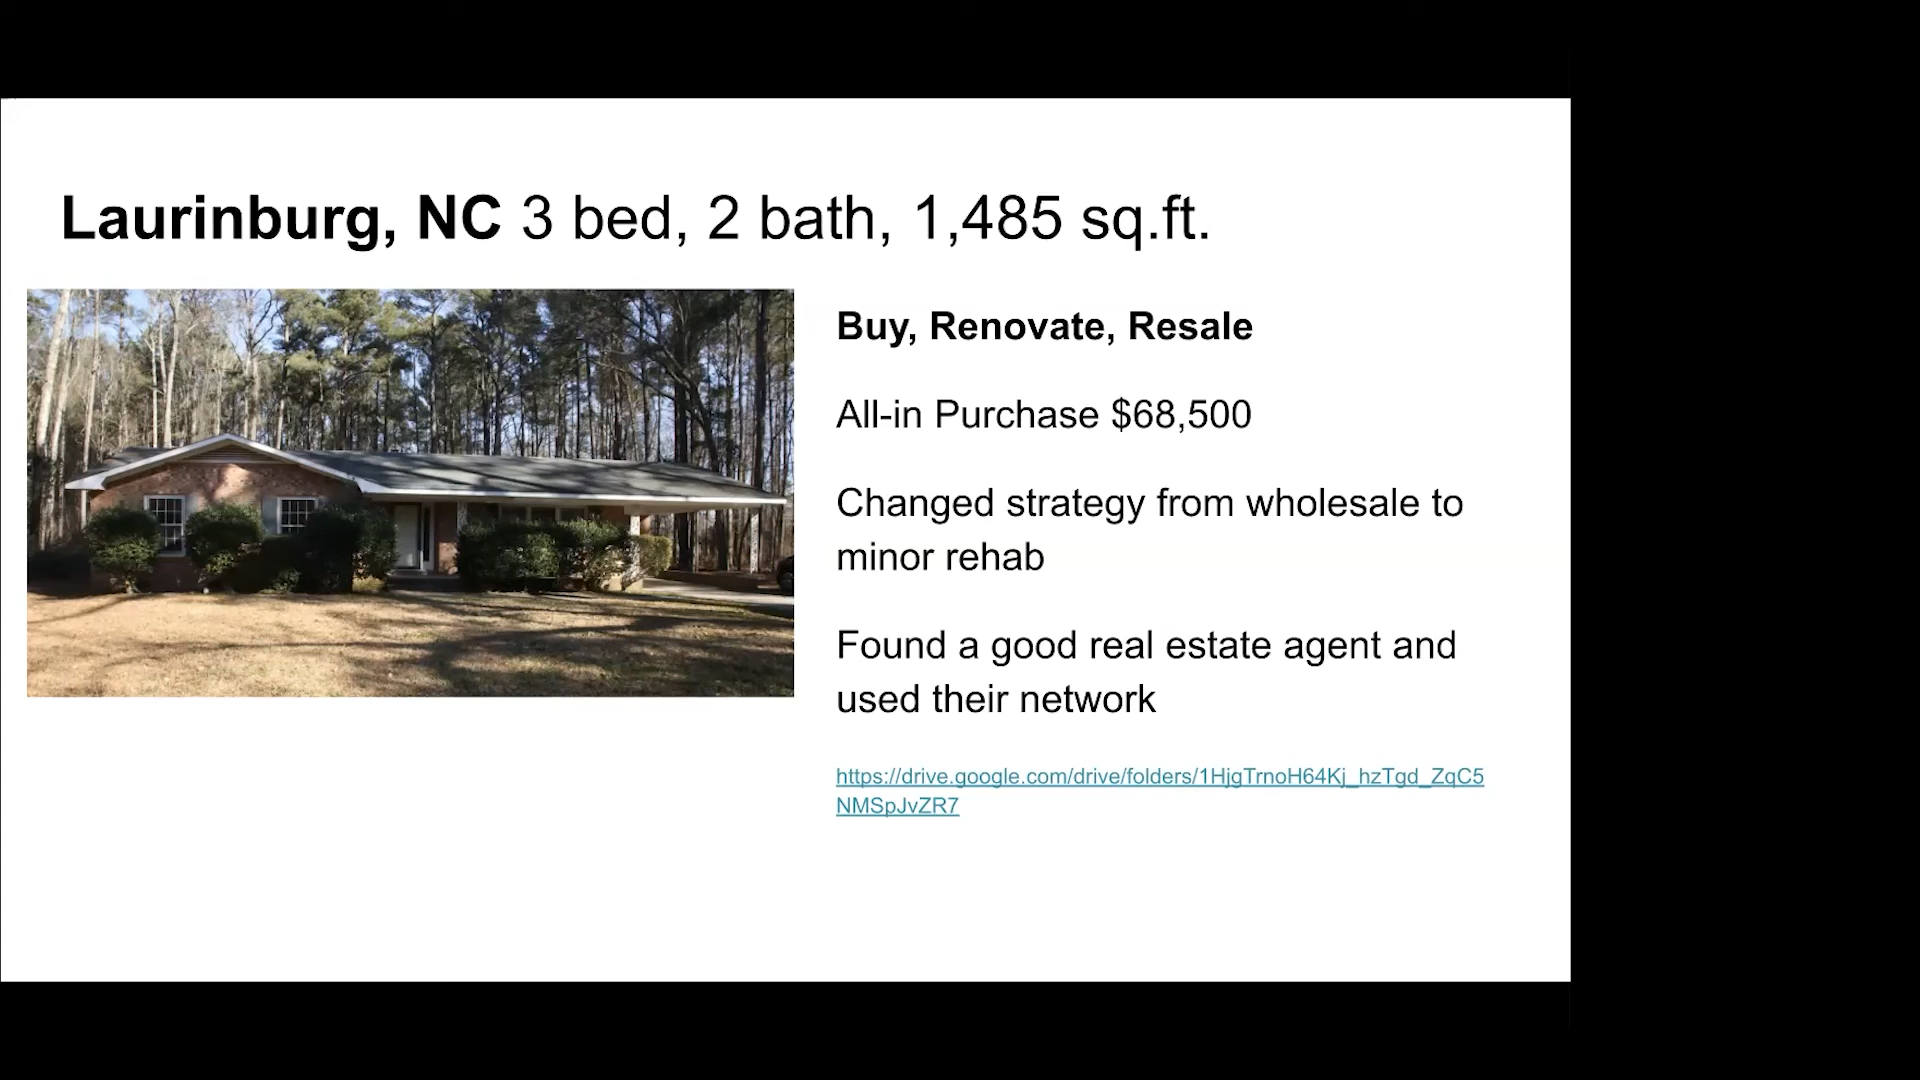 Laurinburg, NC 3 bed, 2 bath, 1,485 sq.ft.
Buy, Renovate, Resale
All-in Purchase $68,500
Changed strategy from wholesale to
minor rehab
Found a good real estate agent and
used their network
https://drive.google.com/drive/folders/1HjgTrnoH64Kj_hzTgd_ZqC5
NMSpJvZR7